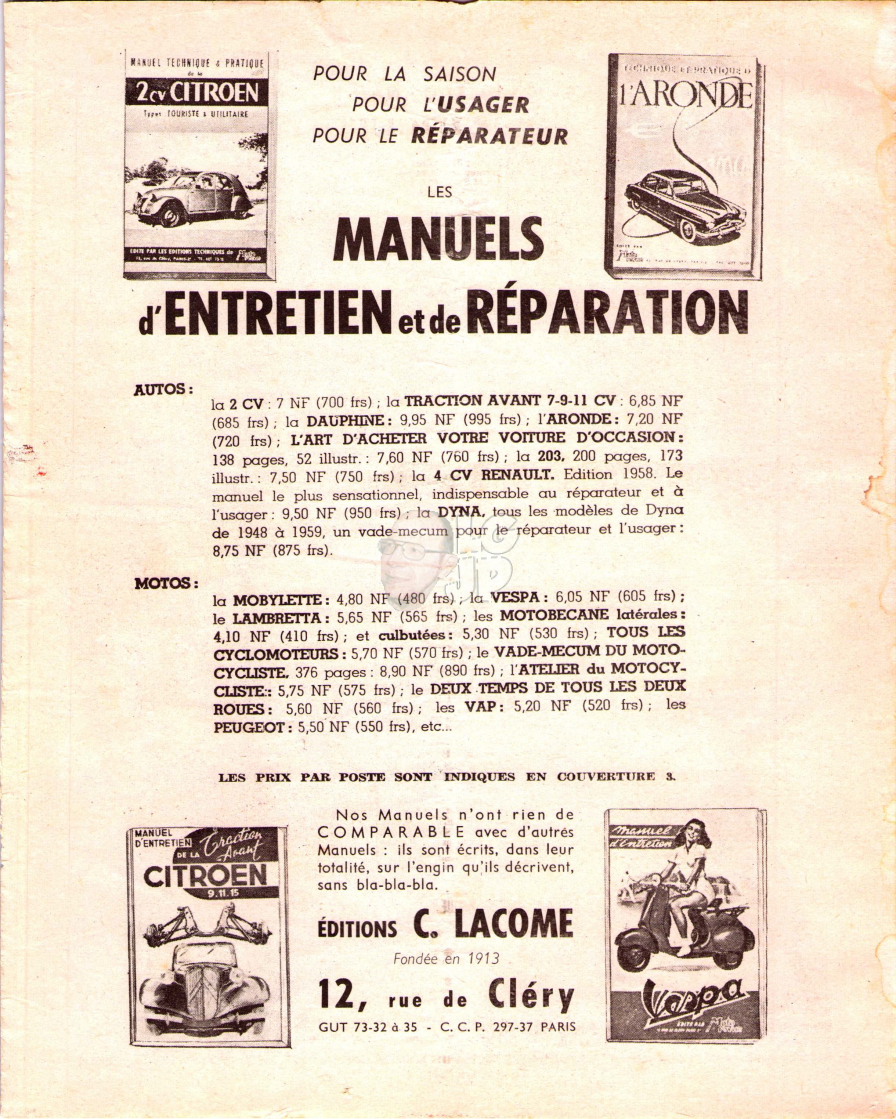 MANUEL TECHNIQUE & PRATIQUE
de la
2 CV CITROEN
Types TOURISTE & UTILITAIRE
EDITE PAR LES EDITIONS TECHNIQUES de
POUR LA SAISON
POUR L'USAGER
POUR LE RÉPARATEUR
l'ARONDE
LES
MANUELS
d'ENTRETIEN et de RÉPARATION
AUTOS :
la 2 CV : 7 NF (700 frs) ; la TRACTION AVANT 7-9-11 CV : 6,85 NF
(685 frs) ; la DAUPHINE : 9,95 NF (995 frs) ; l'ARONDE : 7,20 NF
(720 frs) ; L'ART D'ACHETER VOTRE VOITURE D'OCCASION :
138 pages, 52 illustr. : 7,60 NF (760 frs) ; la 203, 200 pages, 173
illustr. : 7,50 NF (750 frs) ; la 4 CV RENAULT. Edition 1958. Le
manuel le plus sensationnel, indispensable au réparateur et à
l'usager : 9,50 NF (950 frs) ; la DYNA, tous les modèles de Dyna
de 1948 à 1959, un vade-mecum pour le réparateur et l'usager :
8,75 NF (875 frs).
MOTOS :
la MOBYLETTE : 4,80 NF (480 frs) ; la VESPA : 6,05 NF (605 frs) ;
le LAMBRETTA : 5,65 NF (565 frs) ; les MOTOBECANE latérales :
4,10 NF (410 frs) ; et culbutées : 5,30 NF (530 frs) ; TOUS LES
CYCLOMOTEURS : 5,70 NF (570 frs) ; le VADE-MECUM DU MOTO-
CYCLISTE, 376 pages : 8,90 NF (890 frs) ; l'ATELIER du MOTOCY-
CLISTE : 5,75 NF (575 frs) ; le DEUX TEMPS DE TOUS LES DEUX
ROUES : 5,60 NF (560 frs) ; les VAP : 5,20 NF (520 frs) ; les
PEUGEOT : 5,50 NF (550 frs), etc...
LES PRIX PAR POSTE SONT INDIQUES EN COUVERTURE 3.
MANUEL
D'ENTRETIEN
DE LA Traction
Avant
CITROEN
9.11.15
Nos Manuels n'ont rien de
COMPARABLE avec d'autres
Manuels : ils sont écrits, dans leur
totalité, sur l'engin qu'ils décrivent,
sans bla-bla-bla.
ÉDITIONS C. LACOME
Fondée en 1913
12, rue de Cléry
GUT 73-32 à 35 - C. C. P. 297-37 PARIS
manuel
d'entretien
Vespa